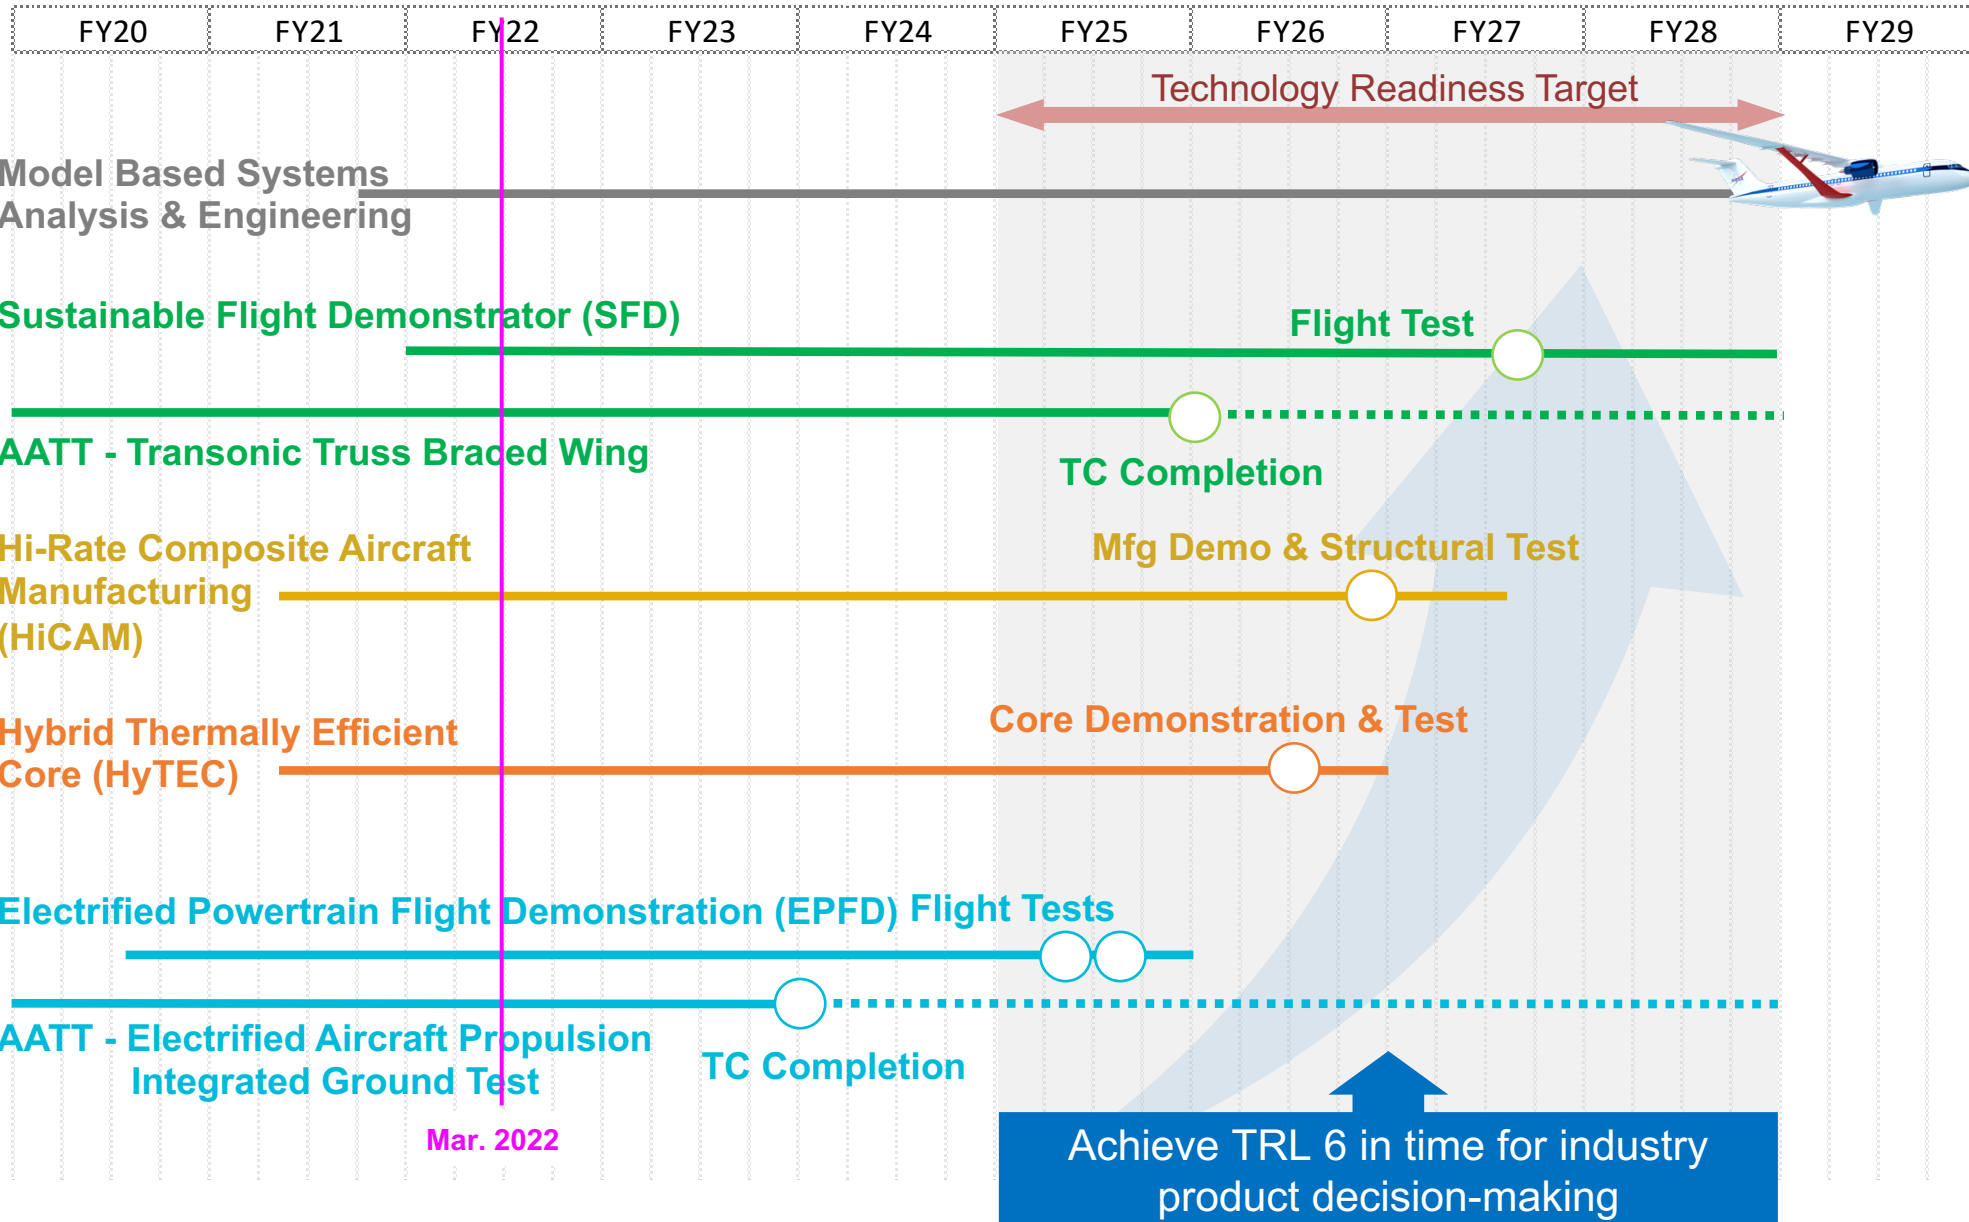 FY20 FY21 FY22 FY23 FY24 FY25 FY26 FY27 FY28 FY29
Technology Readiness Target
Model Based Systems
Analysis & Engineering
Sustainable Flight Demonstrator (SFD)
Flight Test
AATT - Transonic Truss Braced Wing
TC Completion
Hi-Rate Composite Aircraft
Manufacturing
(HiCAM)
Mfg Demo & Structural Test
Hybrid Thermally Efficient
Core (HyTEC)
Core Demonstration & Test
Electrified Powertrain Flight Demonstration (EPFD)
Flight Tests
AATT - Electrified Aircraft Propulsion
Integrated Ground Test
TC Completion
Mar. 2022
Achieve TRL 6 in time for industry
product decision-making